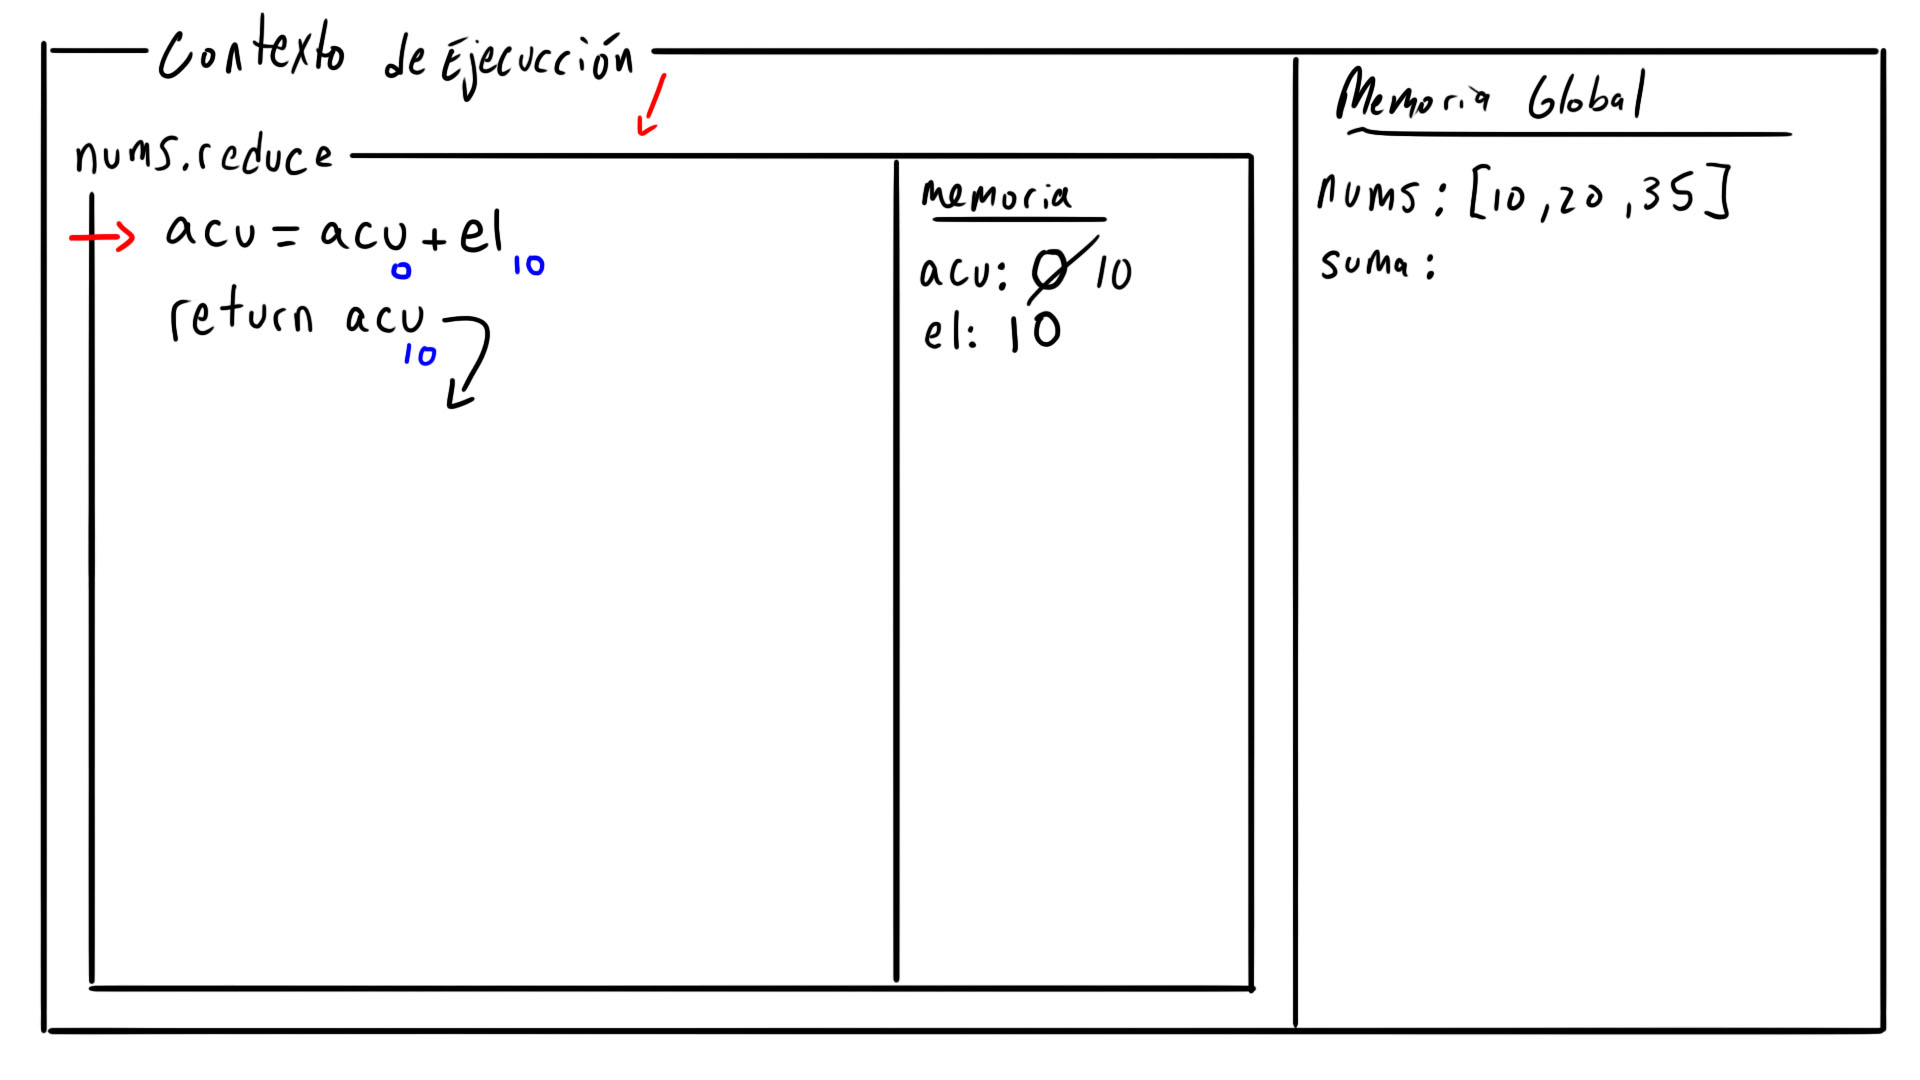 Contexto de Ejecucción
nums.reduce
acu = acu + el
0 10
return acu
10
memoria
acu: 0 10
el: 10
Memoria Global
nums: [10, 20, 35]
suma: